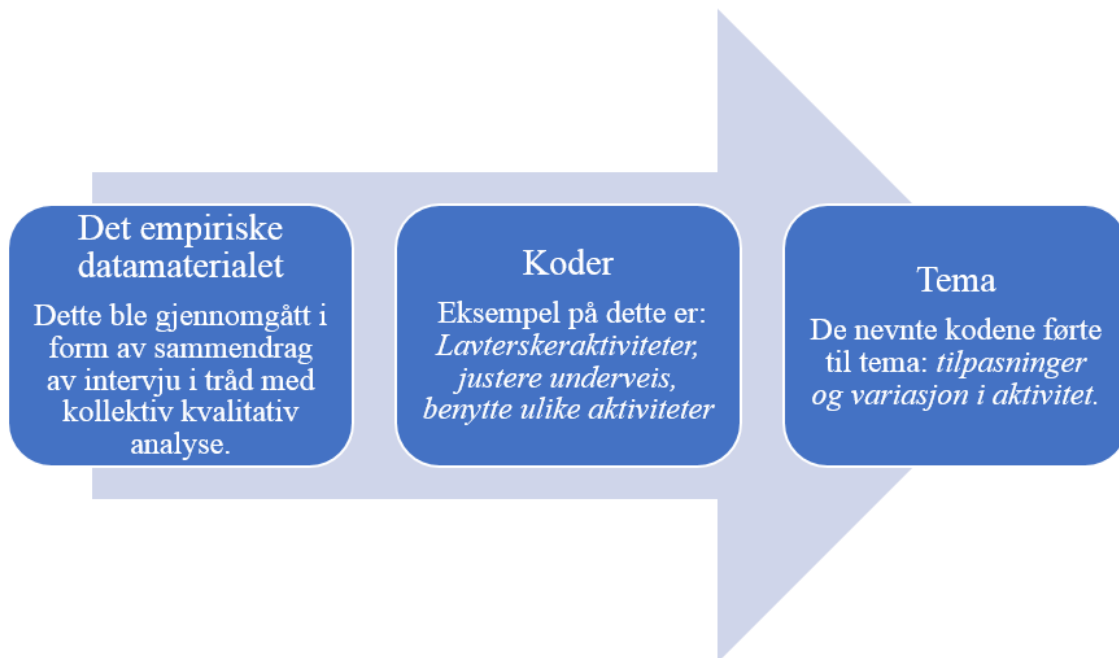 Det empiriske
datamaterialet
Dette ble gjennomgått i
form av sammendrag
av intervju i tråd med
kollektiv kvalitativ
analyse.
Koder
Eksempel på dette er:
Lavterskeraktiviteter,
justere underveis,
benytte ulike aktiviteter
Tema
De nevnte kodene førte
til tema: tilpasninger
og variasjon i aktivitet.